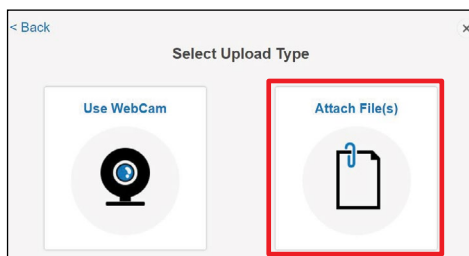 < Back
×
Select Upload Type
Use WebCam
Attach File(s)